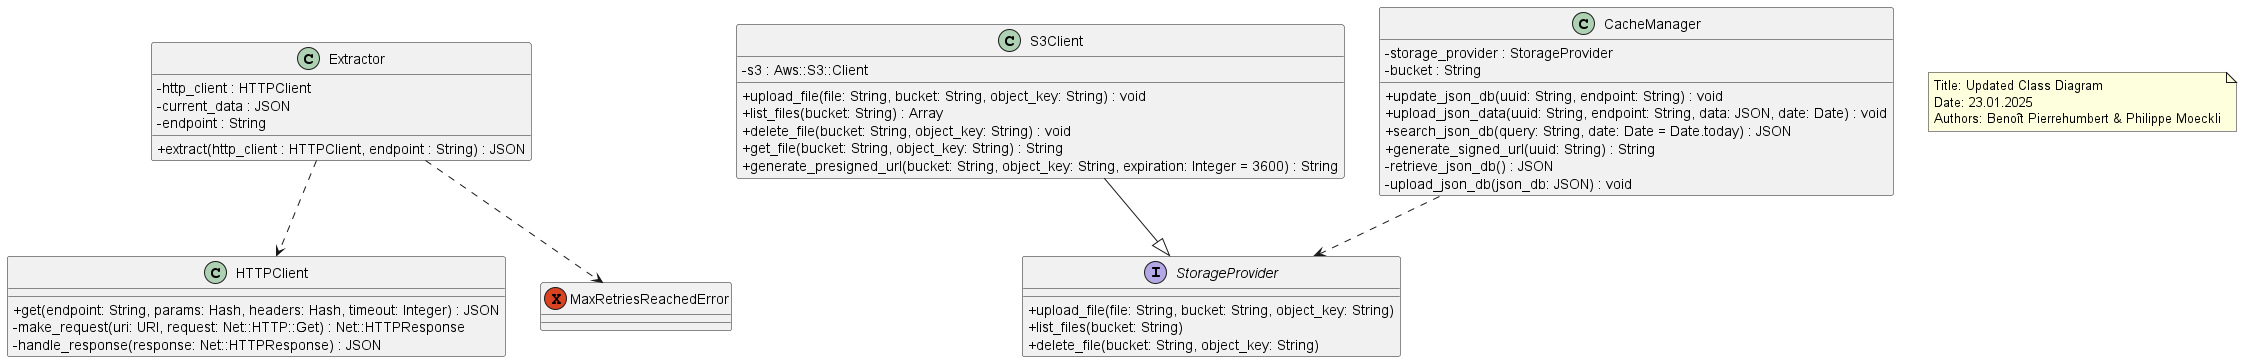 C Extractor
-http_client : HTTPClient
-current_data : JSON
-endpoint : String
+extract(http_client : HTTPClient, endpoint : String) : JSON
C S3Client
-s3 : Aws::S3::Client
+upload_file(file: String, bucket: String, object_key: String) : void
+list_files(bucket: String) : Array
+delete_file(bucket: String, object_key: String) : void
+get_file(bucket: String, object_key: String) : String
+generate_presigned_url(bucket: String, object_key: String, expiration: Integer = 3600) : String
C CacheManager
-storage_provider : StorageProvider
-bucket : String
+update_json_db(uuid: String, endpoint: String) : void
+upload_json_data(uuid: String, endpoint: String, data: JSON, date: Date) : void
+search_json_db(query: String, date: Date = Date.today) : JSON
+generate_signed_url(uuid: String) : String
-retrieve_json_db() : JSON
-upload_json_db(json_db: JSON) : void
Title: Updated Class Diagram
Date: 23.01.2025
Authors: Benoît Pierrehumbert & Philippe Moeckli
C HTTPClient
+get(endpoint: String, params: Hash, headers: Hash, timeout: Integer) : JSON
-make_request(uri: URI, request: Net::HTTP::Get) : Net::HTTPResponse
-handle_response(response: Net::HTTPResponse) : JSON
X MaxRetriesReachedError
I StorageProvider
+upload_file(file: String, bucket: String, object_key: String)
+list_files(bucket: String)
+delete_file(bucket: String, object_key: String)